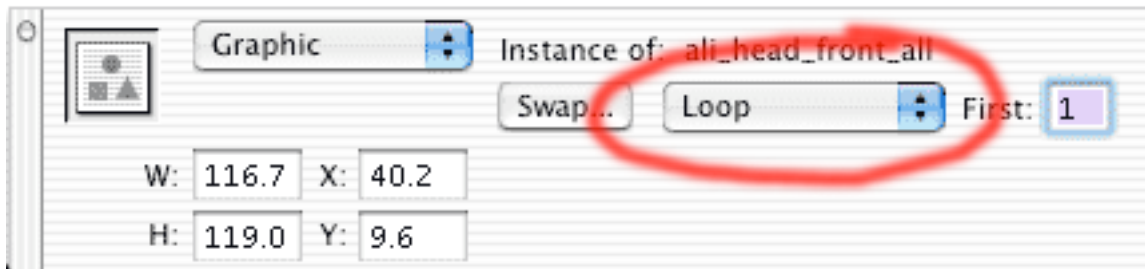 Graphic
Instance of: ali_head_front_all
Swap... Loop First: 1
W: 116.7 X: 40.2
H: 119.0 Y: 9.6